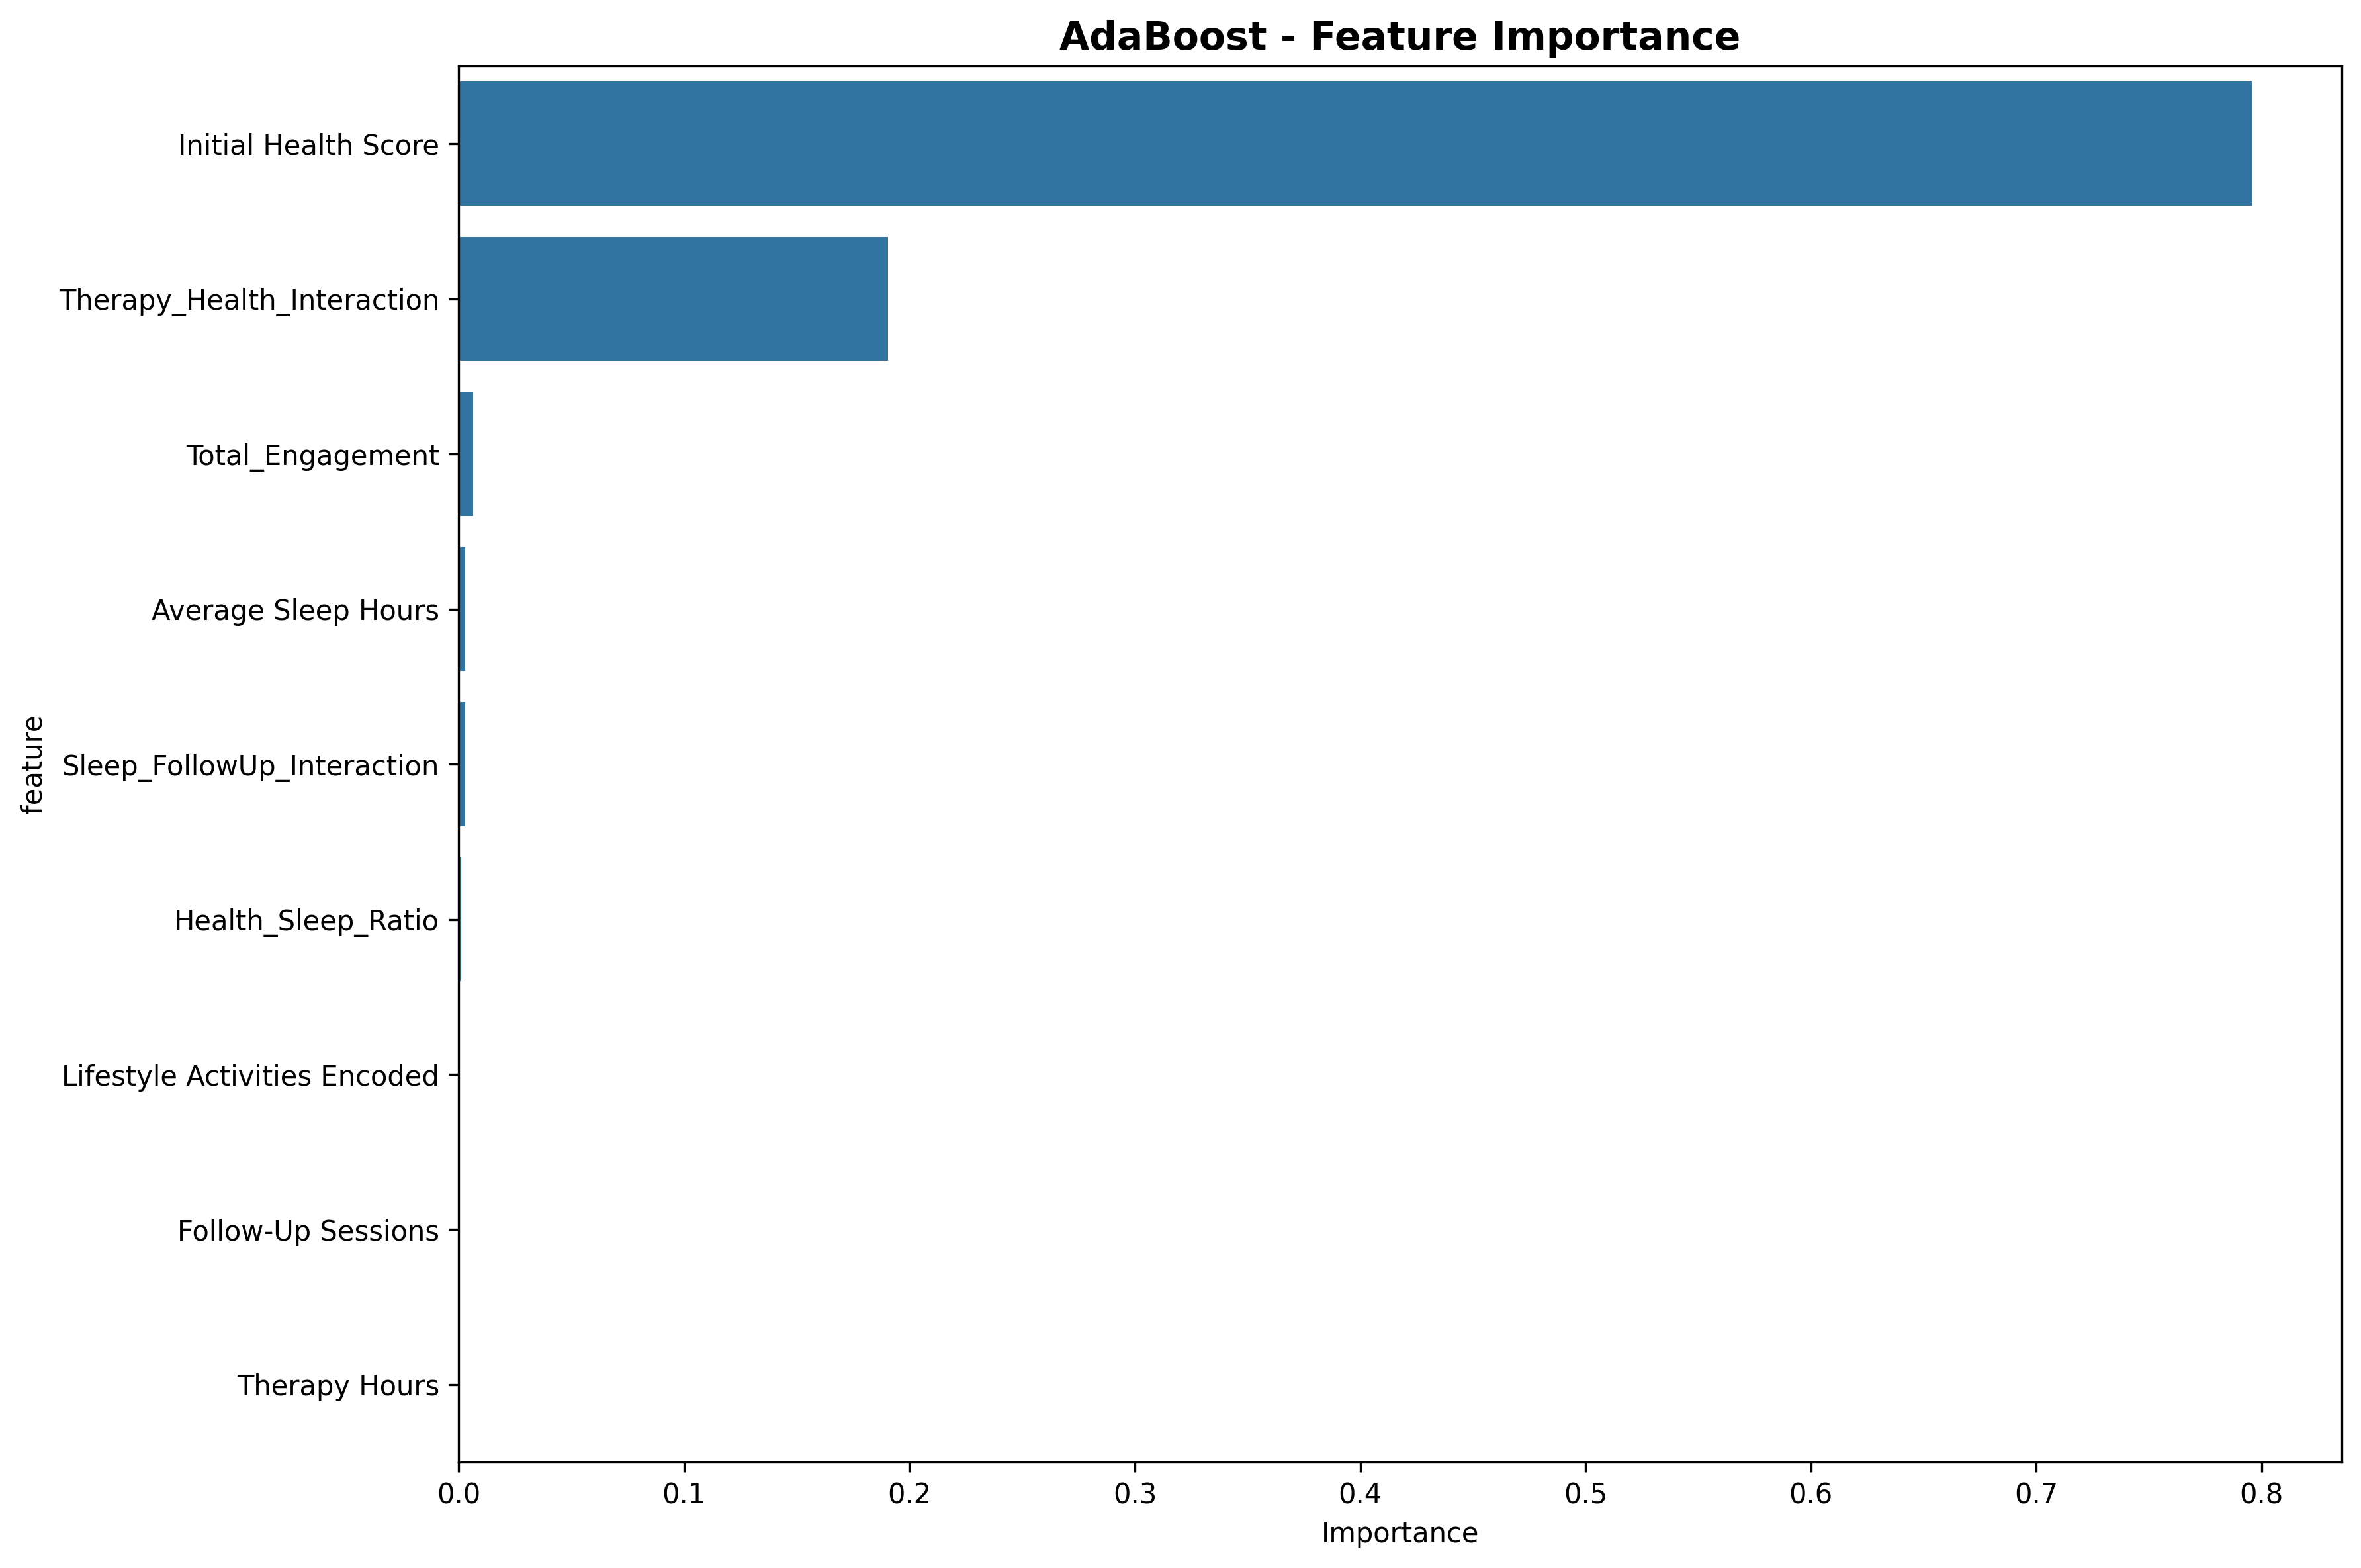 AdaBoost - Feature Importance
Initial Health Score
Therapy_Health_Interaction
Total_Engagement
Average Sleep Hours
Sleep_FollowUp_Interaction
Health_Sleep_Ratio
Lifestyle Activities Encoded
Follow-Up Sessions
Therapy Hours
feature
0.0 0.1 0.2 0.3 0.4 0.5 0.6 0.7 0.8
Importance